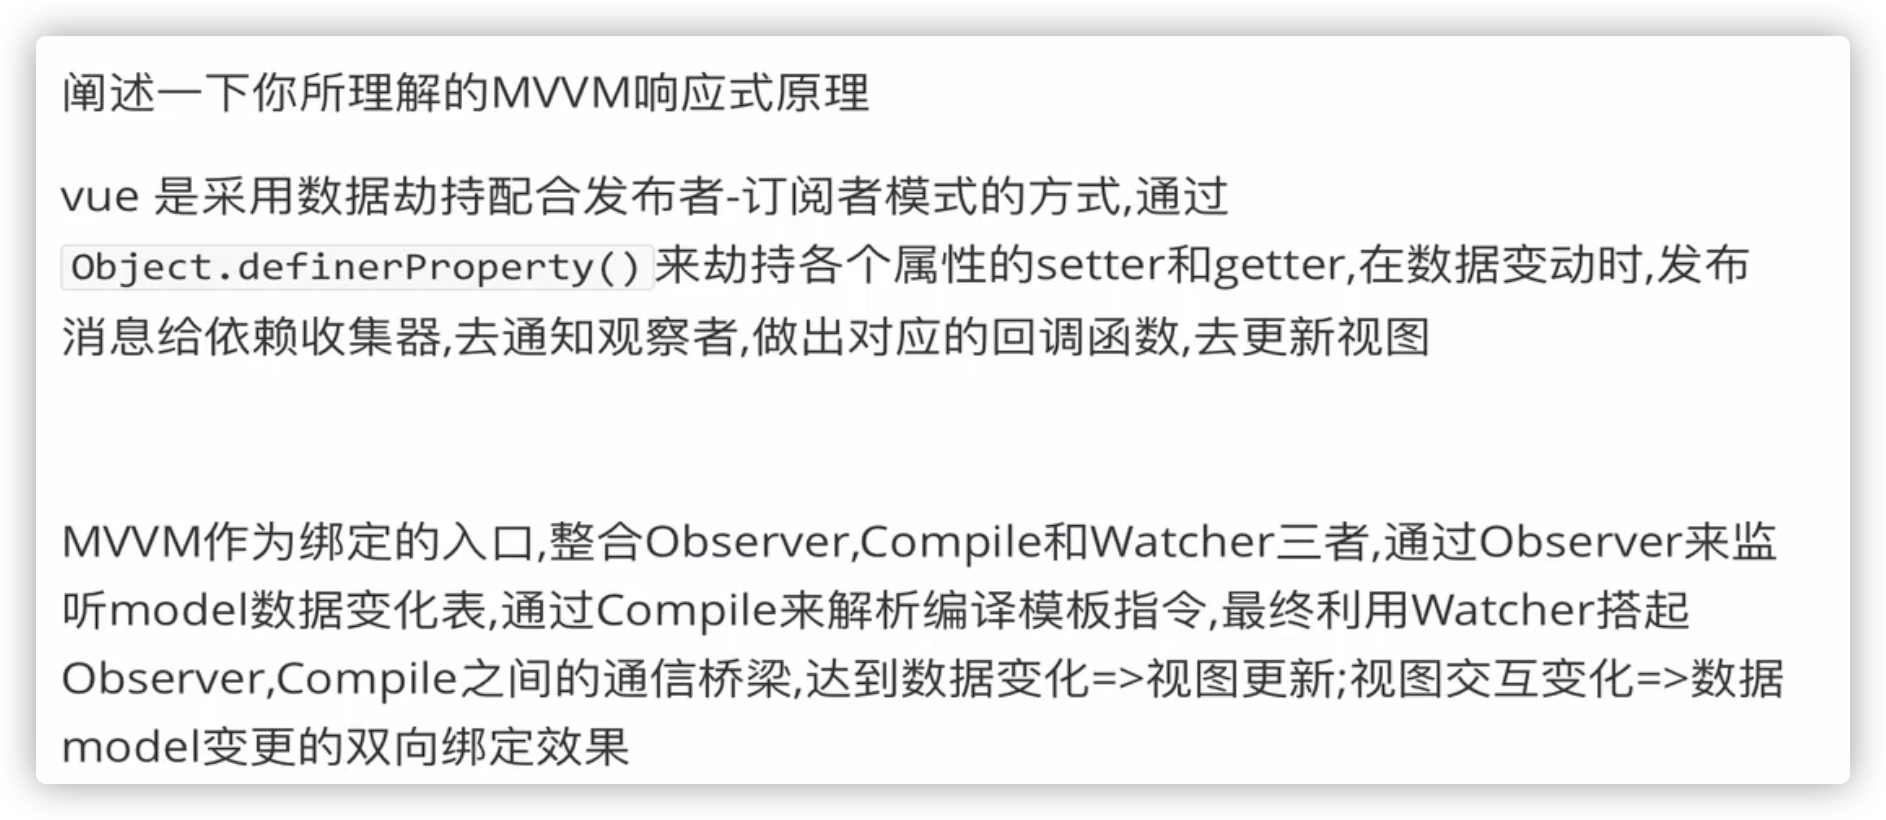 阐述一下你所理解的MVVM响应式原理
vue 是采用数据劫持配合发布者-订阅者模式的方式,通过
Object.definerProperty()来劫持各个属性的setter和getter,在数据变动时,发布
消息给依赖收集器,去通知观察者,做出对应的回调函数,去更新视图
MVVM作为绑定的入口,整合Observer,Compile和Watcher三者,通过Observer来监
听model数据变化表,通过Compile来解析编译模板指令,最终利用Watcher搭起
Observer,Compile之间的通信桥梁,达到数据变化=>视图更新;视图交互变化=>数据
model变更的双向绑定效果